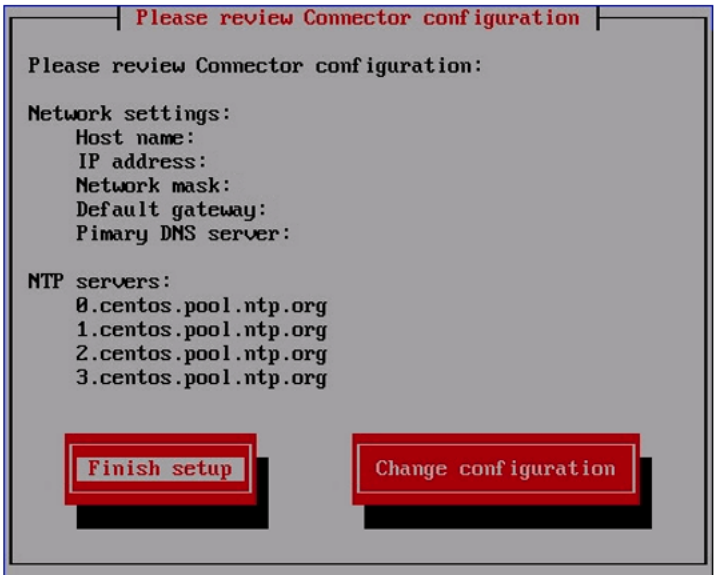 Please review Connector configuration
Please review Connector configuration:
Network settings:
Host name:
IP address:
Network mask:
Default gateway:
Pimary DNS server:
NTP servers:
0.centos.pool.ntp.org
1.centos.pool.ntp.org
2.centos.pool.ntp.org
3.centos.pool.ntp.org
Finish setup
Change configuration